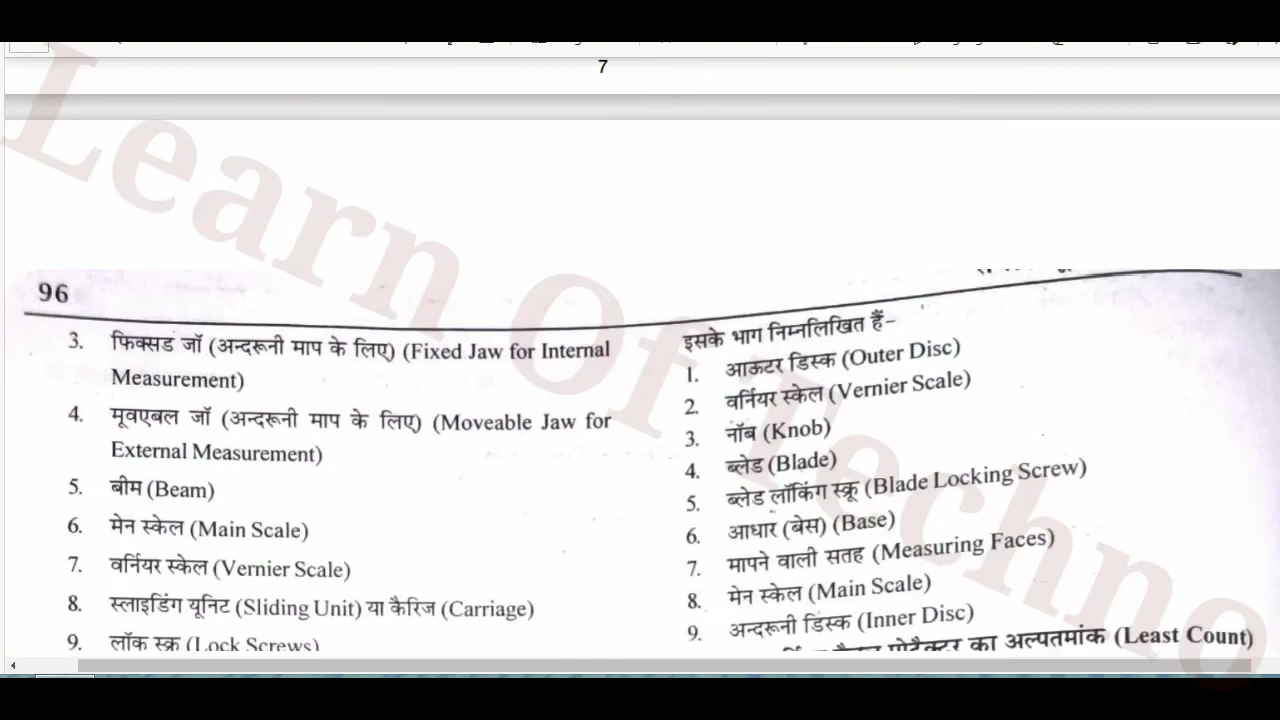 7
96
3. फिक्सड जॉ (अन्दरूनी माप के लिए) (Fixed Jaw for Internal
Measurement)
4. मूवएबल जॉ (अन्दरूनी माप के लिए) (Moveable Jaw for
External Measurement)
5. बीम (Beam)
6. मेन स्केल (Main Scale)
7. वर्नियर स्केल (Vernier Scale)
8. स्लाइडिंग यूनिट (Sliding Unit) या कैरिज (Carriage)
9. लॉक स्क्रू (Lock Screws)
इसके भाग निम्नलिखित हैं–
1. आऊटर डिस्क (Outer Disc)
2. वर्नियर स्केल (Vernier Scale)
3. नॉब (Knob)
4. ब्लेड (Blade)
5. ब्लेड लॉकिंग स्क्रू (Blade Locking Screw)
6. आधार (बेस) (Base)
7. मापने वाली सतह (Measuring Faces)
8. मेन स्केल (Main Scale)
9. अन्दरूनी डिस्क (Inner Disc)
प्रोटैक्टर का अल्पतमांक (Least Count)
Learn Of Techno